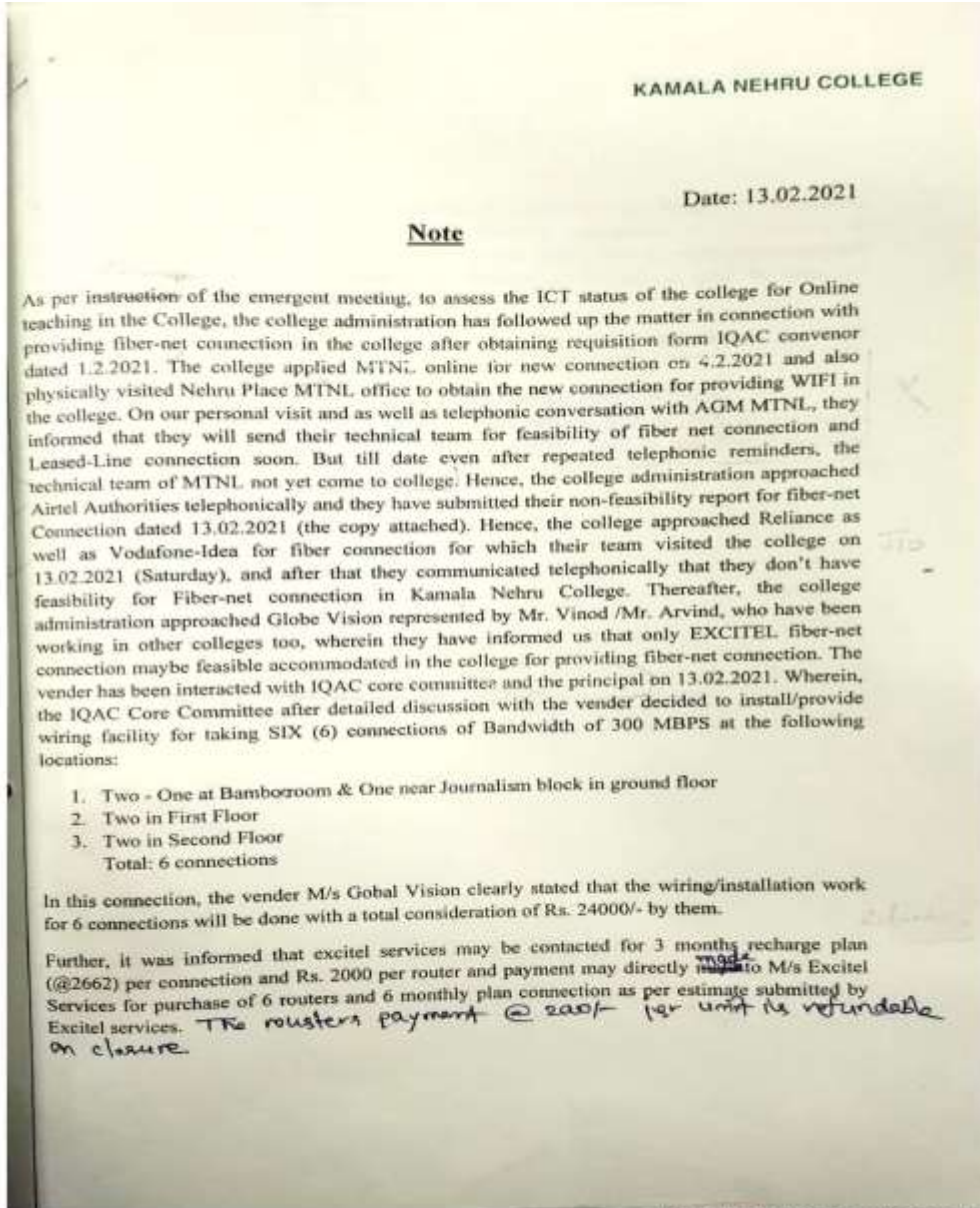 KAMALA NEHRU COLLEGE
Date: 13.02.2021
Note
As per instruction of the emergent meeting, to assess the ICT status of the college for Online
teaching in the College, the college administration has followed up the matter in connection with
providing fiber-net connection in the college after obtaining requisition form IQAC convenor
dated 1.2.2021. The college applied MTNL online for new connection on 4.2.2021 and also
physically visited Nehru Place MTNL office to obtain the new connection for providing WIFI in
the college. On our personal visit and as well as telephonic conversation with AGM MTNL, they
informed that they will send their technical team for feasibility of fiber net connection and
Leased-Line connection soon. But till date even after repeated telephonic reminders, the
technical team of MTNL not yet come to college. Hence, the college administration approached
Airtel Authorities telephonically and they have submitted their non-feasibility report for fiber-net
Connection dated 13.02.2021 (the copy attached). Hence, the college approached Reliance as
well as Vodafone-Idea for fiber connection for which their team visited the college on
13.02.2021 (Saturday), and after that they communicated telephonically that they don't have
feasibility for Fiber-net connection in Kamala Nehru College. Thereafter, the college
administration approached Globe Vision represented by Mr. Vinod /Mr. Arvind, who have been
working in other colleges too, wherein they have informed us that only EXCITEL fiber-net
connection maybe feasible accommodated in the college for providing fiber-net connection. The
vender has been interacted with IQAC core committee and the principal on 13.02.2021. Wherein,
the IQAC Core Committee after detailed discussion with the vender decided to install/provide
wiring facility for taking SIX (6) connections of Bandwidth of 300 MBPS at the following
locations:
1. Two - One at Bambooroom & One near Journalism block in ground floor
2. Two in First Floor
3. Two in Second Floor
Total: 6 connections
In this connection, the vender M/s Gobal Vision clearly stated that the wiring/installation work
for 6 connections will be done with a total consideration of Rs. 24000/- by them.
Further, it was informed that excitel services may be contacted for 3 months recharge plan
(@2662) per connection and Rs. 2000 per router and payment may directly made to M/s Excitel
Services for purchase of 6 routers and 6 monthly plan connection as per estimate submitted by
Excitel services. The rousters payment @ 2000/- per unit is refundable
on closure.